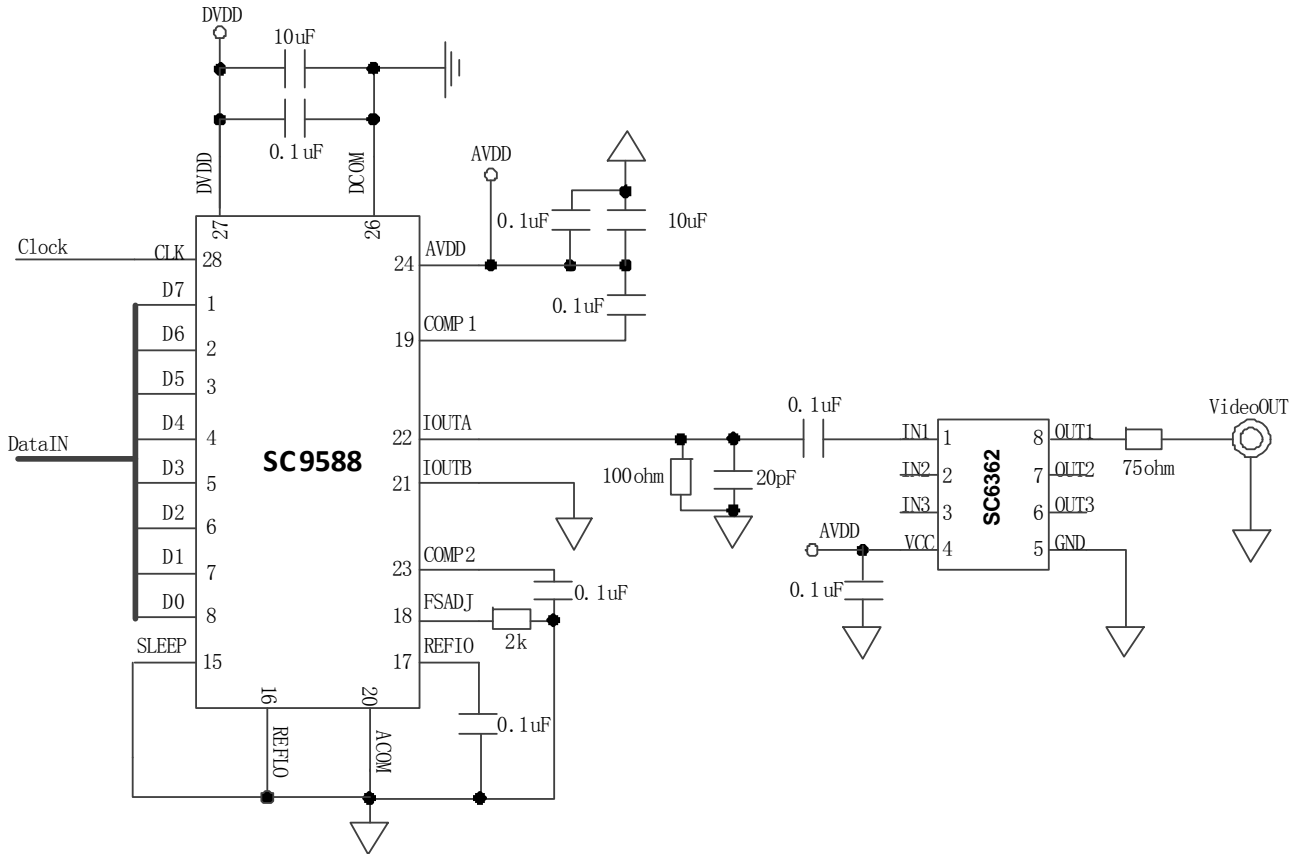 DVDD
10uF
0.1uF
DVDD
DCOM
AVDD
0.1uF
10uF
27
26
Clock
CLK
28
24
AVDD
0.1uF
D7
1
19
COMP1
D6
2
D5
3
D4
4
22
IOUTA
0.1uF
IN1
1
8
OUT1
VideoOUT
DataIN
SC9588
D3
5
21
IOUTB
100ohm
20pF
IN2
2
SC6362
7
OUT2
75ohm
D2
6
IN3
3
6
OUT3
D1
7
23
COMP2
AVDD
VCC
4
5
GND
0.1uF
0.1uF
D0
8
18
FSADJ
2k
SLEEP
15
17
REFIO
16
20
0.1uF
REFLO
ACOM